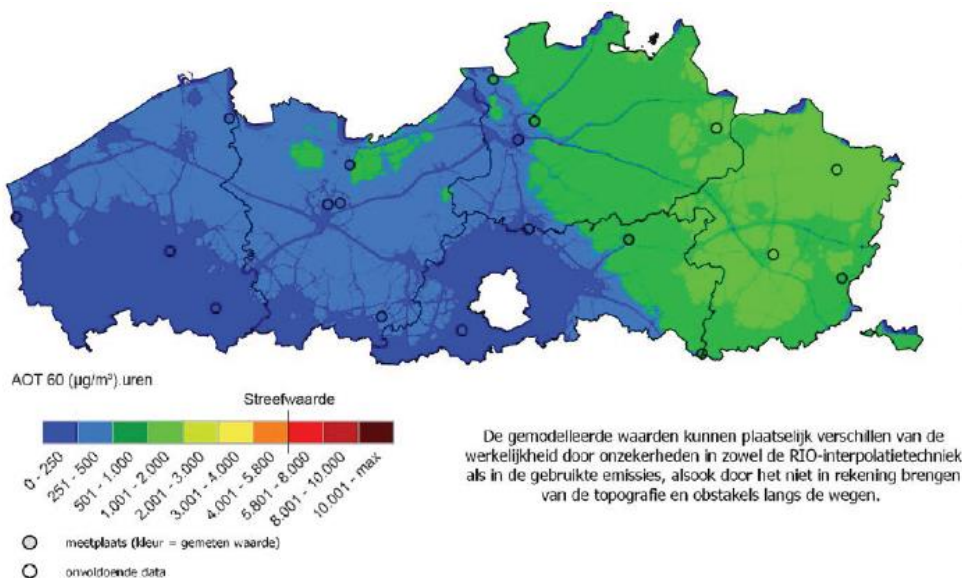 AOT 60 (µg/m³).uren
Streefwaarde
0 - 250
251 - 500
501 - 1.000
1.001 - 2.000
2.001 - 3.000
3.001 - 4.000
4.001 - 5.800
5.801 - 8.000
8.001 - 10.000
10.001 - max
meetplaats (kleur = gemeten waarde)
onvoldoende data
De gemodelleerde waarden kunnen plaatselijk verschillen van de
werkelijkheid door onzekerheden in zowel de RIO-interpolatietechniek
als in de gebruikte emissies, alsook door het niet in rekening brengen
van de topografie en obstakels langs de wegen.